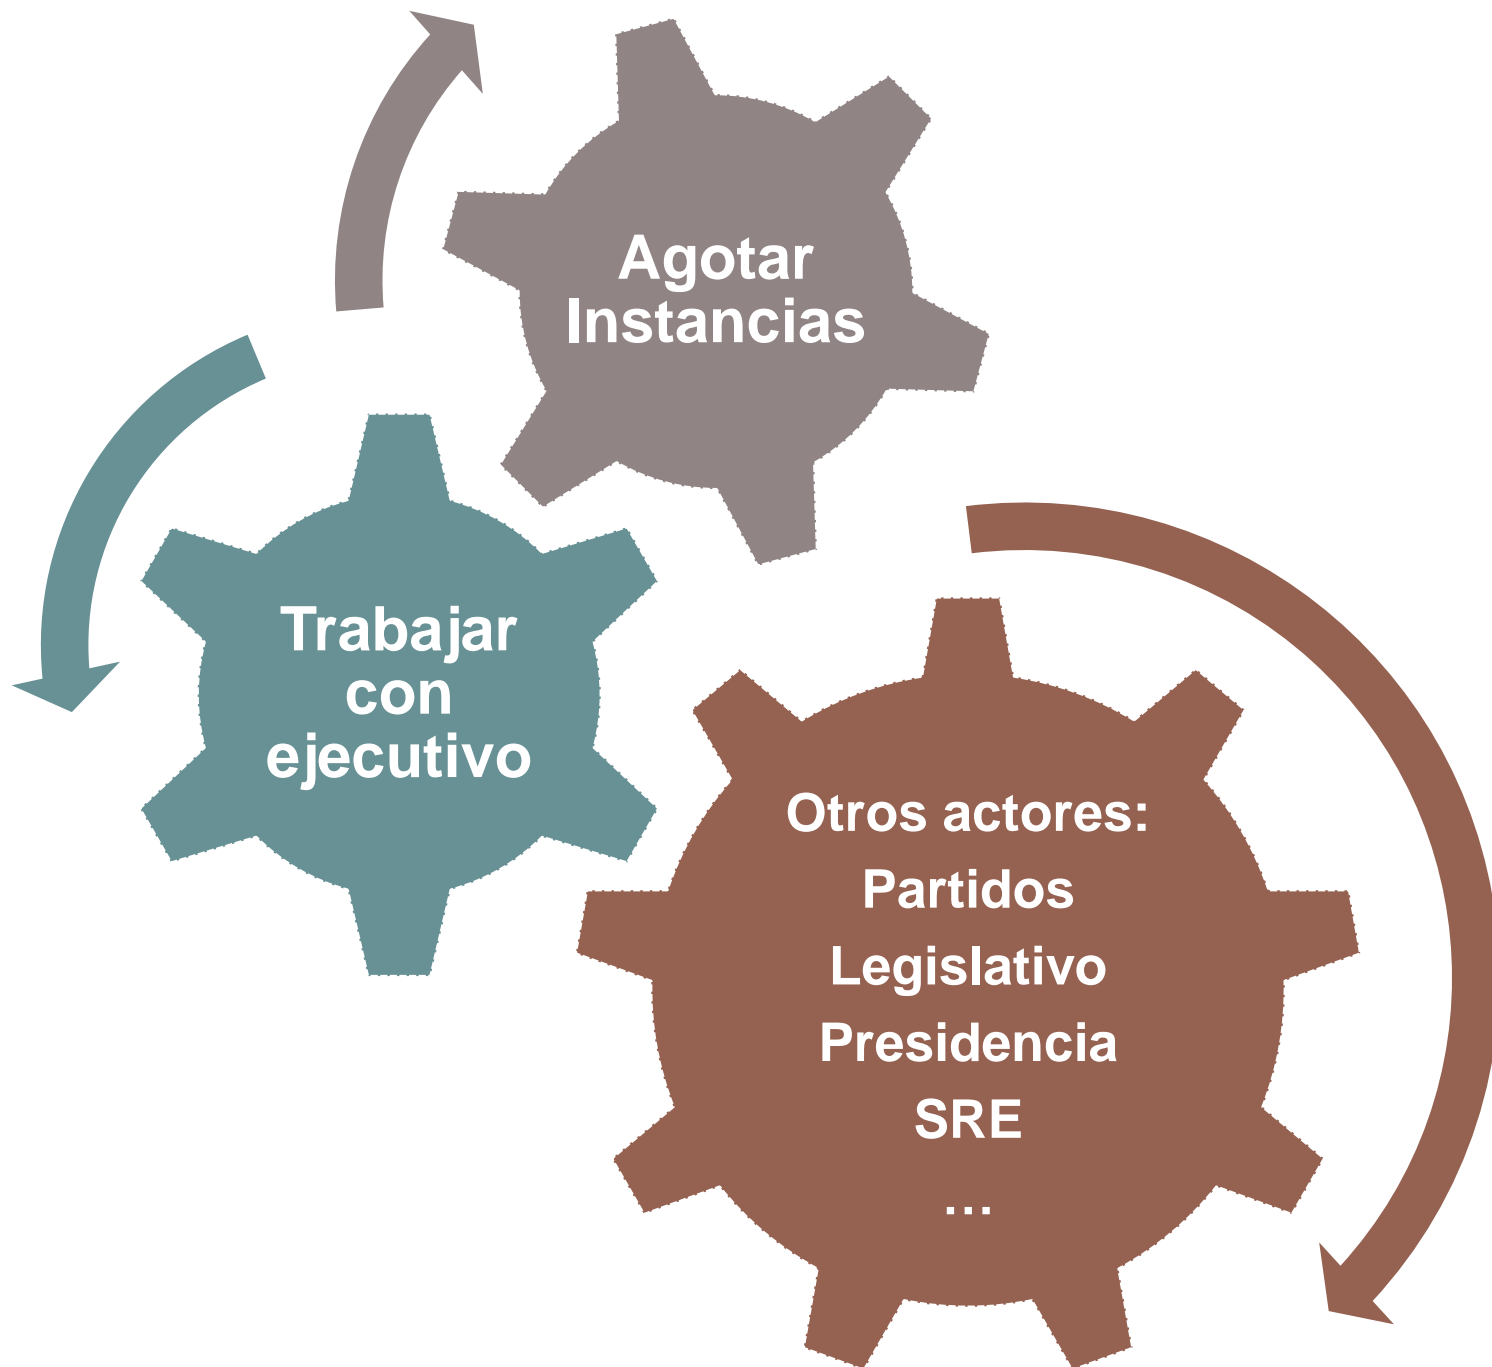 Agotar
Instancias
Trabajar
con
ejecutivo
Otros actores:
Partidos
Legislativo
Presidencia
SRE
...